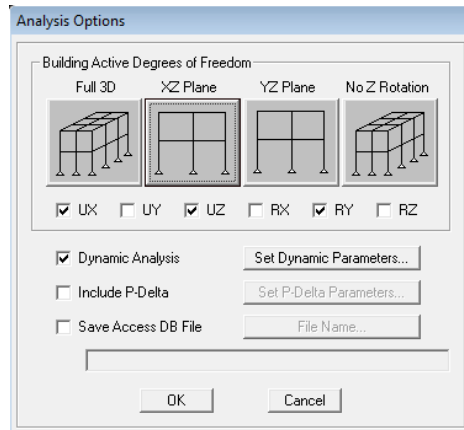 Analysis Options
Building Active Degrees of Freedom
Full 3D XZ Plane YZ Plane No Z Rotation
UX UY UZ RX RY RZ
Dynamic Analysis Set Dynamic Parameters...
Include P-Delta Set P-Delta Parameters...
Save Access DB File File Name...
OK Cancel